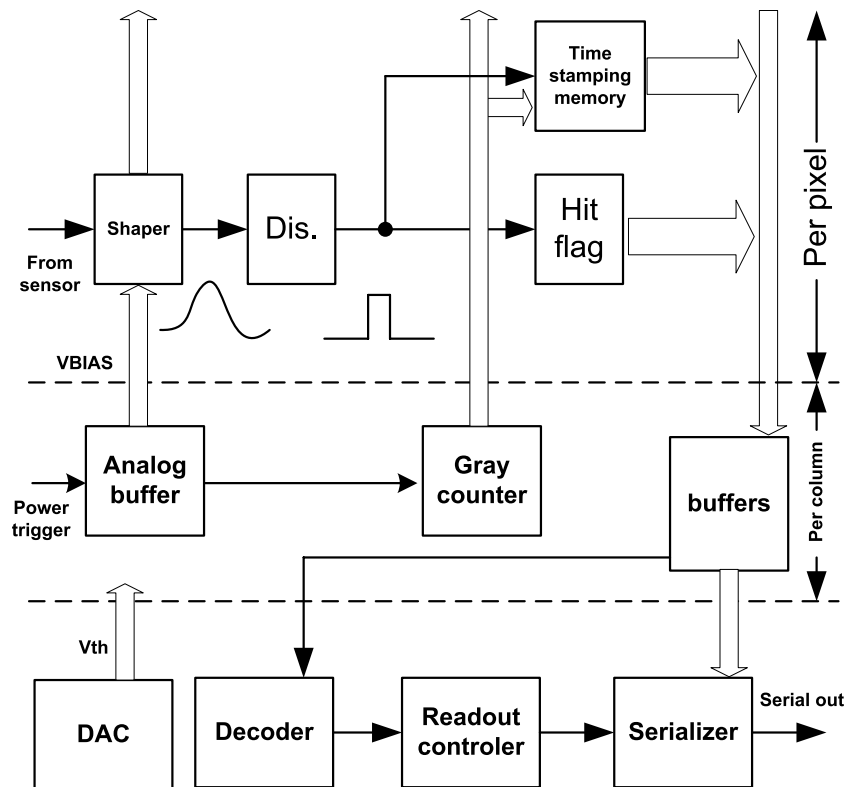 Time
stamping
memory
Shaper
Dis.
Hit
flag
Per pixel
From
sensor
VBIAS
Analog
buffer
Gray
counter
buffers
Per column
Power
trigger
Vth
DAC
Decoder
Readout
controler
Serializer
Serial out